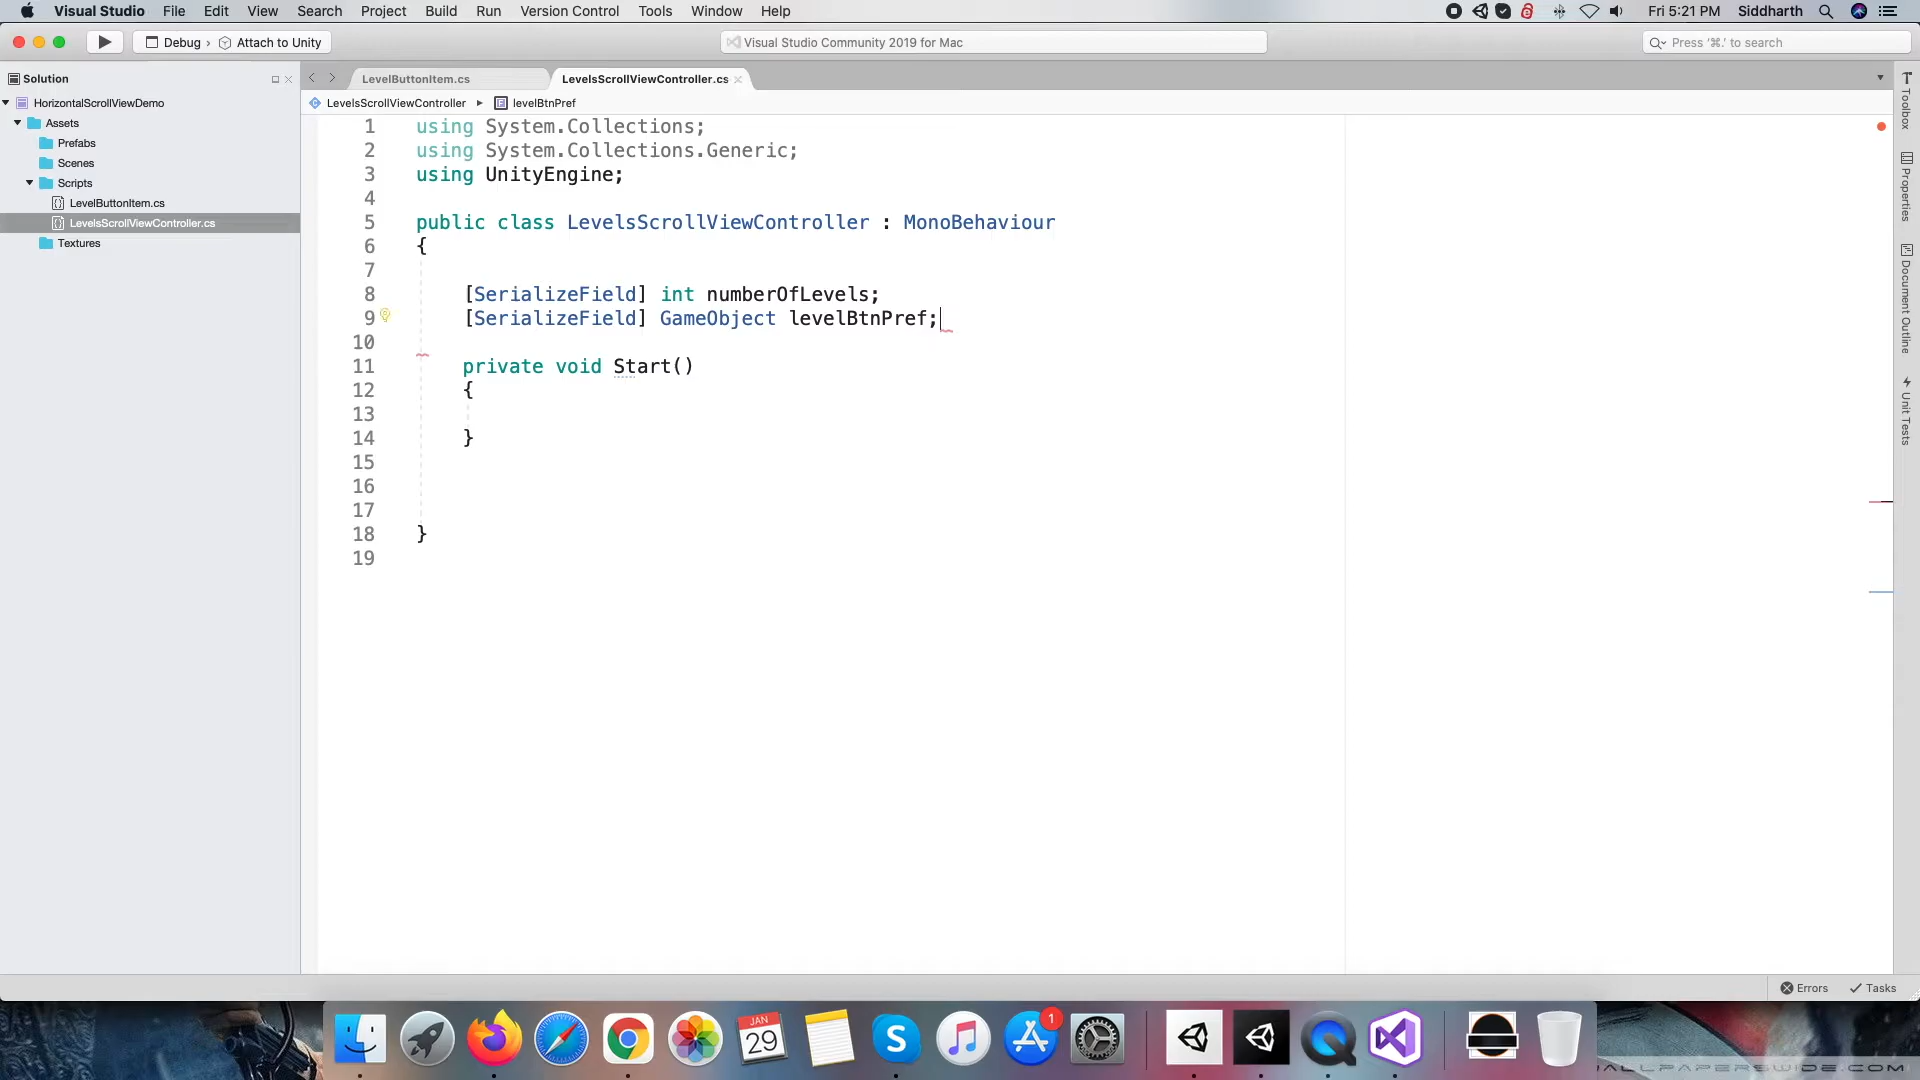 Visual Studio File Edit View Search Project Build Run Version Control Tools Window Help Fri 5:21 PM Siddharth
Debug › Attach to Unity Visual Studio Community 2019 for Mac Press '⌘.' to search
Solution
HorizontalScrollViewDemo
Assets
Prefabs
Scenes
Scripts
LevelButtonItem.cs
LevelsScrollViewController.cs
Textures
LevelButtonItem.cs LevelsScrollViewController.cs
LevelsScrollViewController ▸ levelBtnPref
1 using System.Collections;
2 using System.Collections.Generic;
3 using UnityEngine;
4
5 public class LevelsScrollViewController : MonoBehaviour
6 {
7
8 [SerializeField] int numberOfLevels;
9 [SerializeField] GameObject levelBtnPref;
10
11 private void Start()
12 {
13
14 }
15
16
17
18 }
19
Toolbox
Properties
Document Outline
Unit Tests
Errors Tasks
JAN
29
1